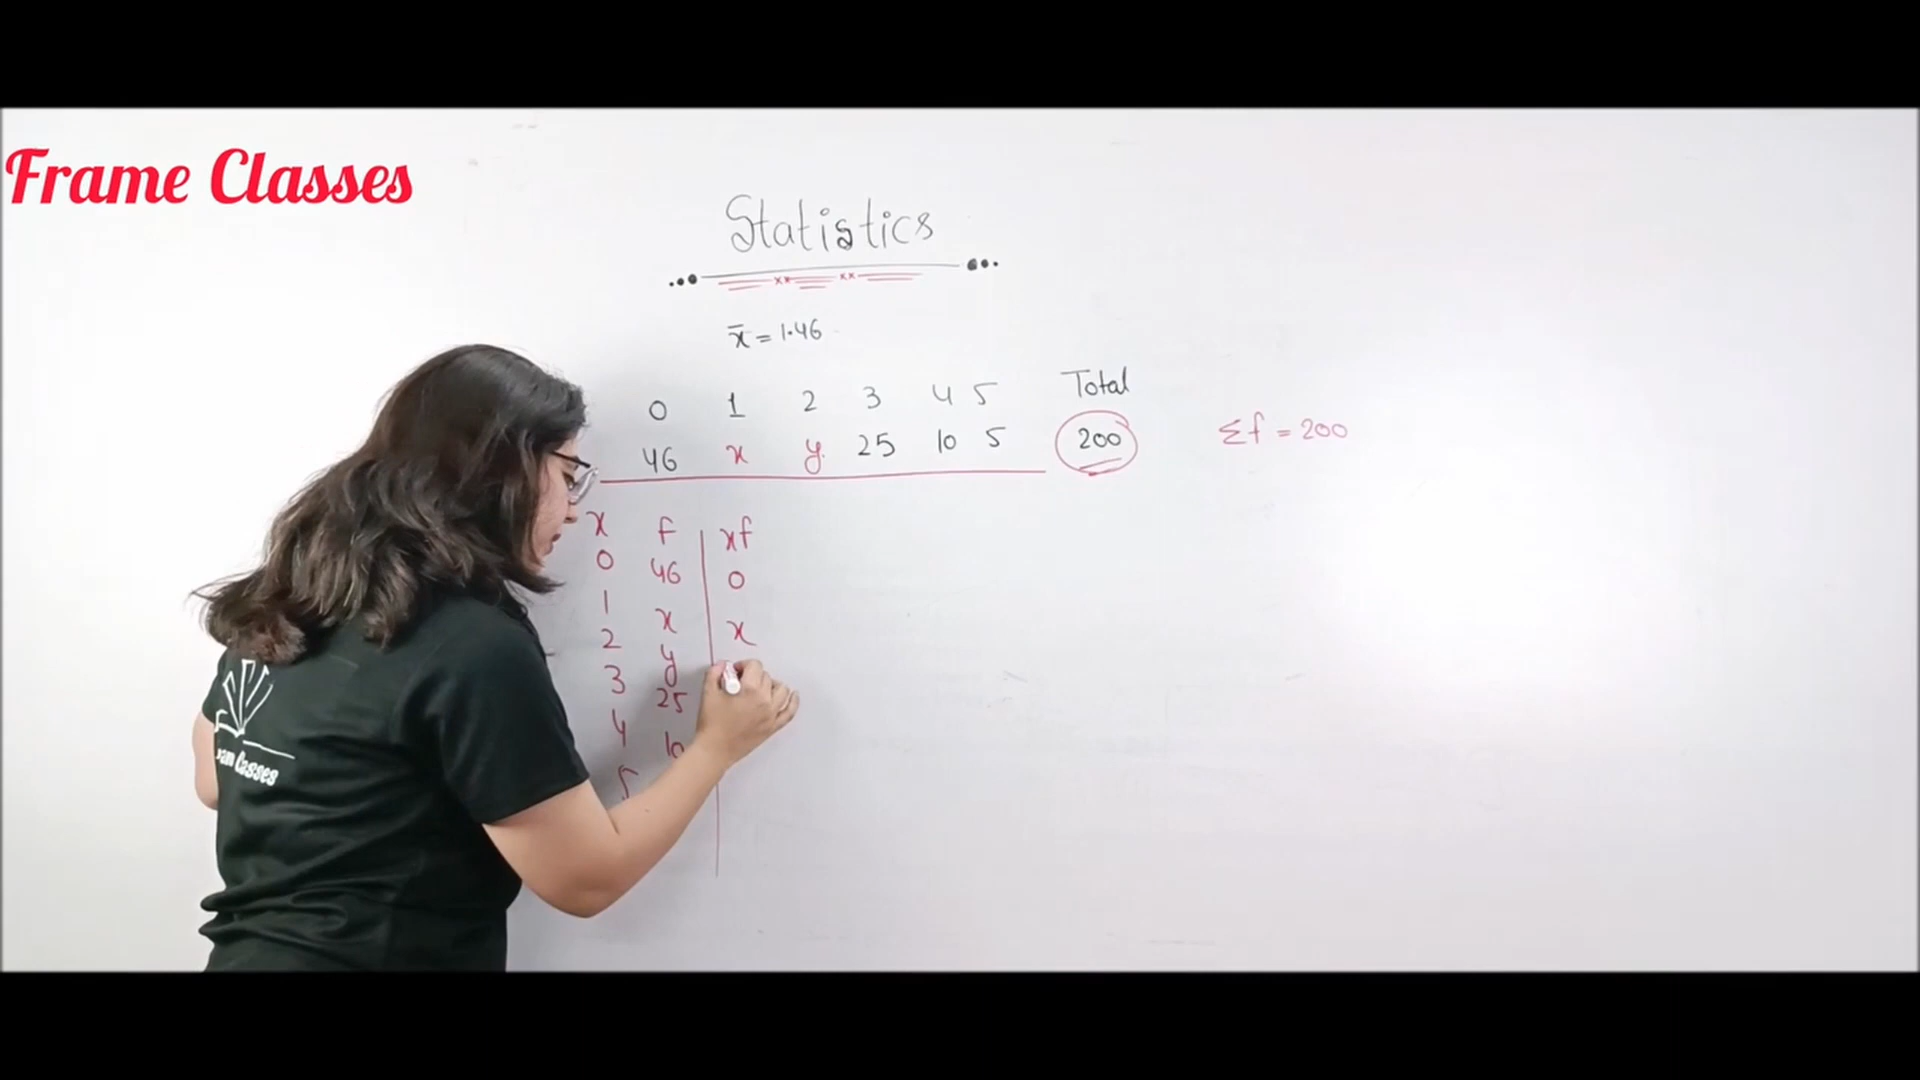 Frame Classes
Statistics
x̄ = 1.46
0 1 2 3 4 5 Total
46 x y 25 10 5 200
Σf = 200
x f xf
0 46 0
1 x x
2 y
3 25
4 10
5
Classes